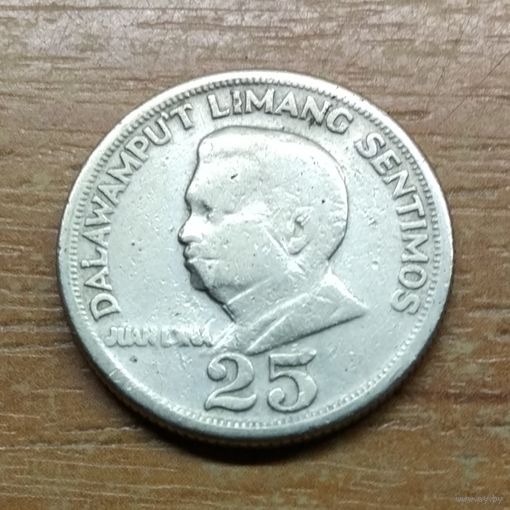 DALAWAMPU'T LIMANG SENTIMOS
JUAN LUNA
25